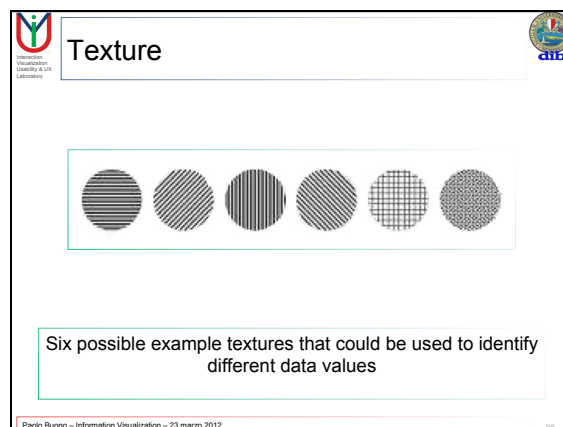 Interaction
Visualization
Usability & UX
Laboratory
Texture
dib
Six possible example textures that could be used to identify
different data values
Paolo Buono – Information Visualization – 23 marzo 2012